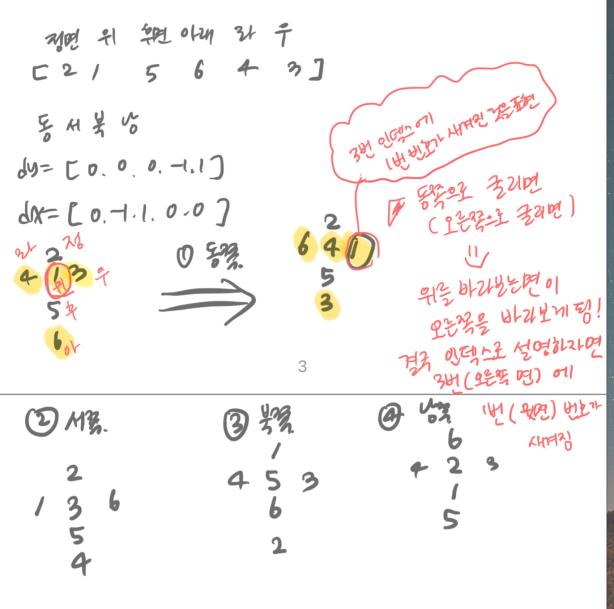 정면 위 후면 아래 좌 우
[ 2 1 5 6 4 3 ]
동 서 북 남
dy= [ 0. 0. 0. -1. 1 ]
dx= [ 0. -1. 1. 0. 0 ]
좌 정
2
4 1 3 우
위
5 후
6 아
① 동쪽
2
6 4 1
5
3
3번 인덱스에
1번 번호가 새겨진 것을 표현
동쪽으로 굴리면
(오른쪽으로 굴리면)
위를 바라보는면이
오른쪽을 바라보게 됨!
결국 인덱스로 설명하자면
3번(오른쪽 면)에
1번(윗면) 번호가
새겨짐
3
② 서쪽.
2
1 3 6
5
4
③ 북쪽.
1
4 5 3
6
2
④ 남쪽
6
4 2 3
1
5